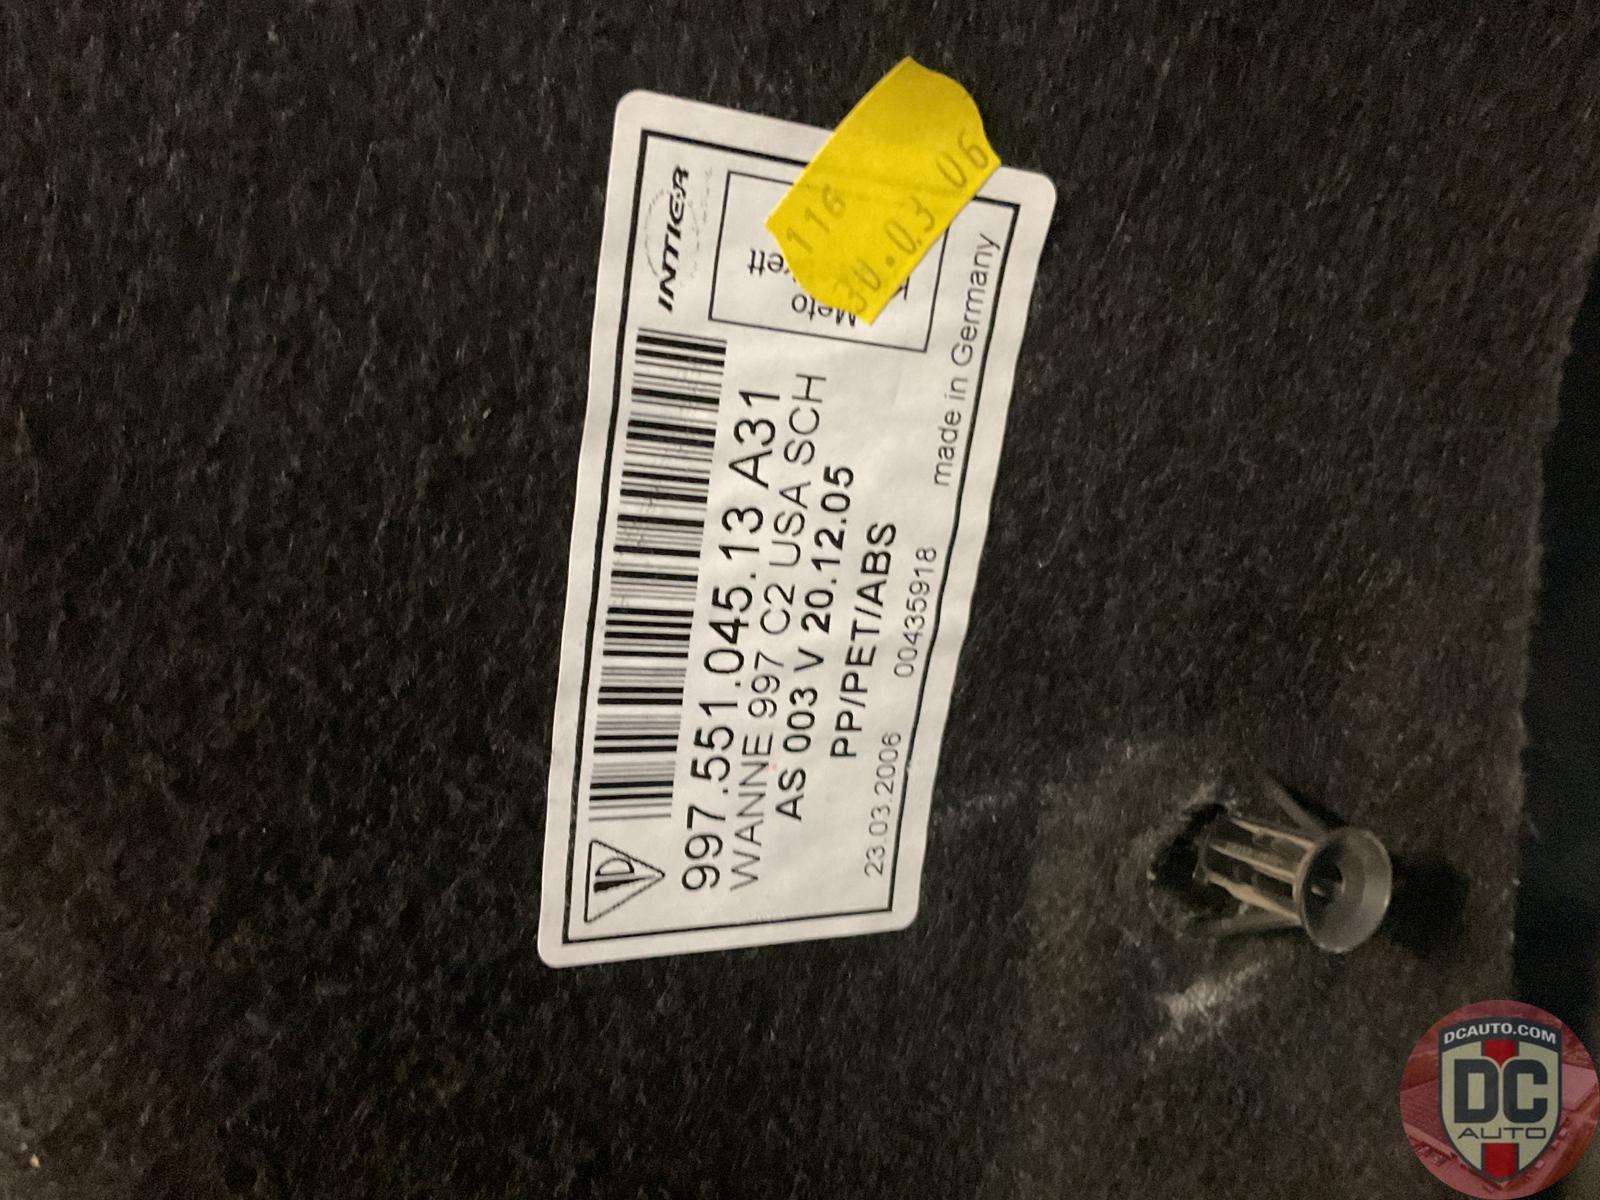 INTIER
997.551.045.13 A31
WANNE 997 C2 USA SCH
AS 003 V 20.12.05
PP/PET/ABS
23.03.2006 00435918 made in Germany
Moto
116
30.03 06
DCAUTO.COM
DC
AUTO